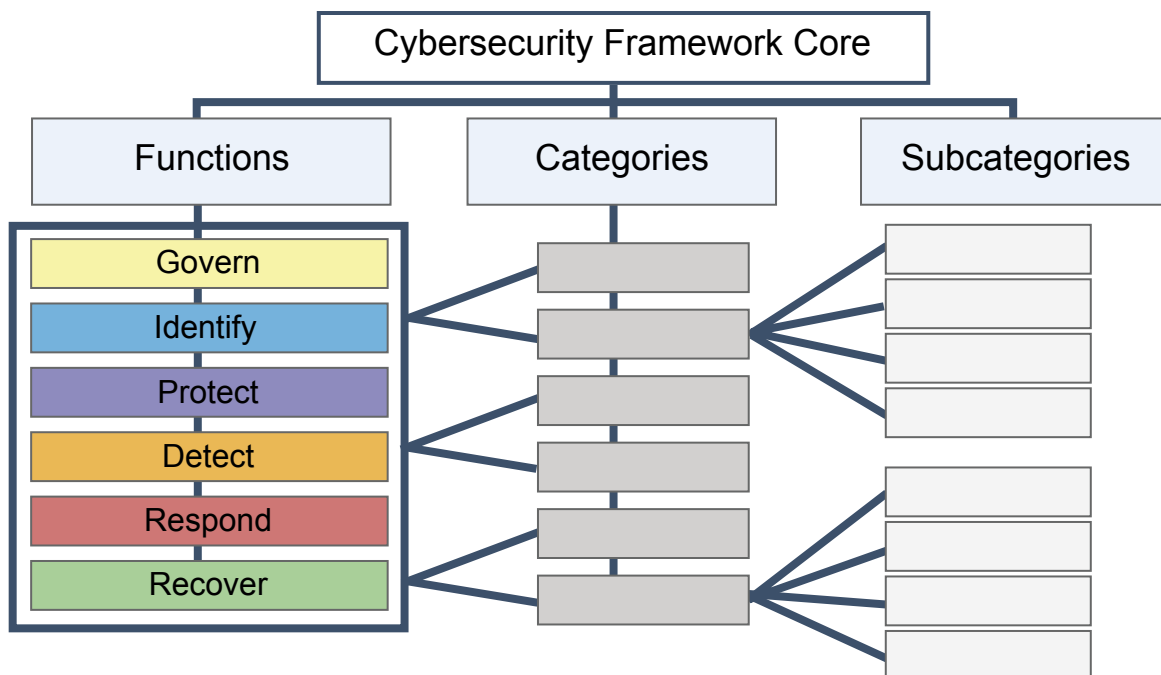 Cybersecurity Framework Core
Functions
Categories
Subcategories
Govern
Identify
Protect
Detect
Respond
Recover